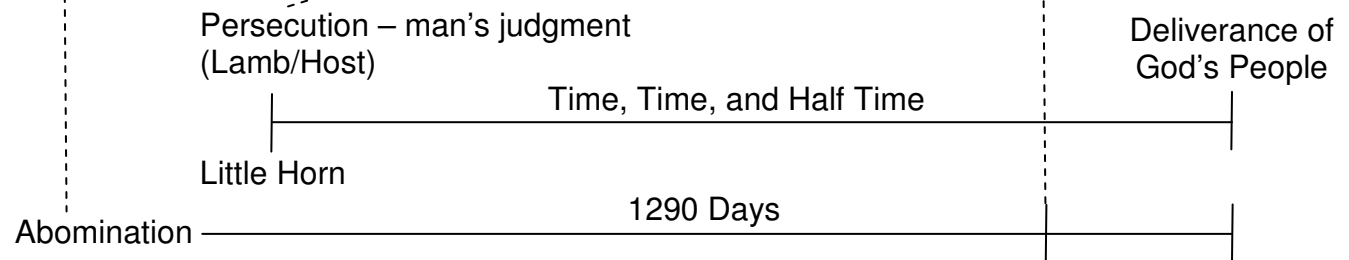 Persecution – man's judgment
(Lamb/Host)
Deliverance of
God's People
Time, Time, and Half Time
Little Horn
1290 Days
Abomination